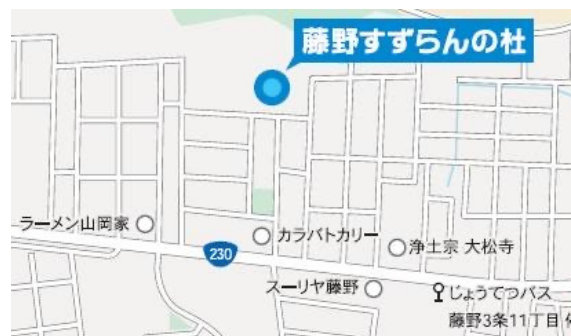 藤野すずらんの杜
ラーメン山岡家
カラバトカリー
浄土宗 大松寺
230
スーリヤ藤野
じょうてつバス
藤野3条11丁目